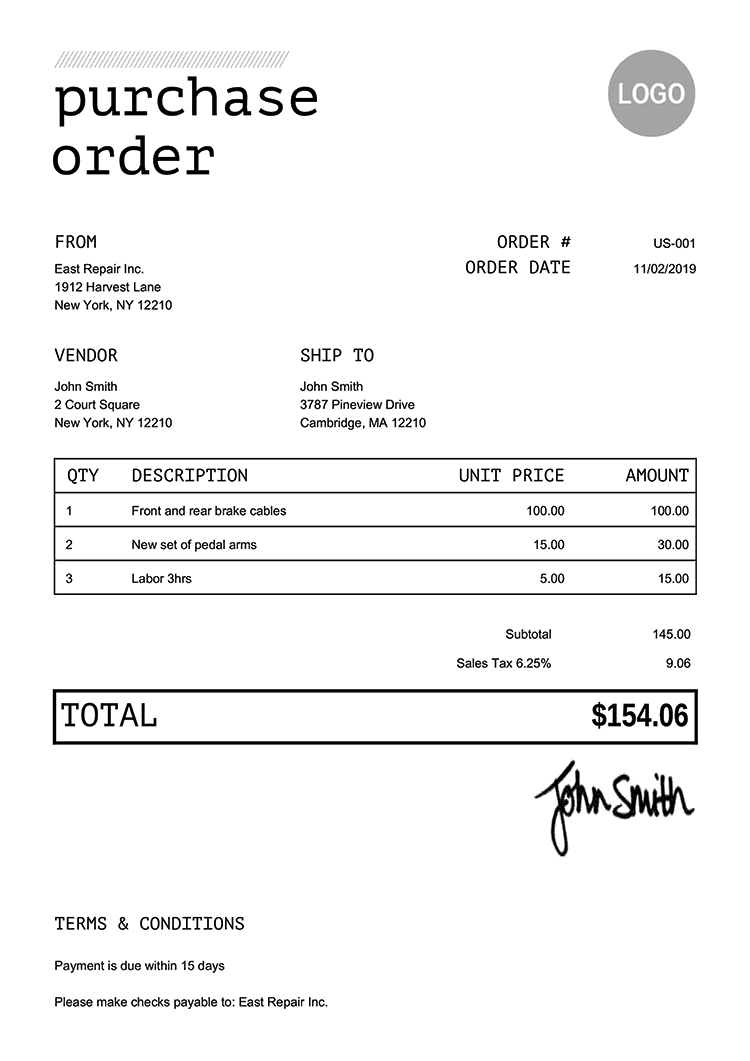 purchase
order
LOGO
FROM
East Repair Inc.
1912 Harvest Lane
New York, NY 12210
ORDER # US-001
ORDER DATE 11/02/2019
VENDOR
John Smith
2 Court Square
New York, NY 12210
SHIP TO
John Smith
3787 Pineview Drive
Cambridge, MA 12210
QTY DESCRIPTION UNIT PRICE AMOUNT
1 Front and rear brake cables 100.00 100.00
2 New set of pedal arms 15.00 30.00
3 Labor 3hrs 5.00 15.00
Subtotal 145.00
Sales Tax 6.25% 9.06
TOTAL $154.06
John Smith
TERMS & CONDITIONS
Payment is due within 15 days
Please make checks payable to: East Repair Inc.